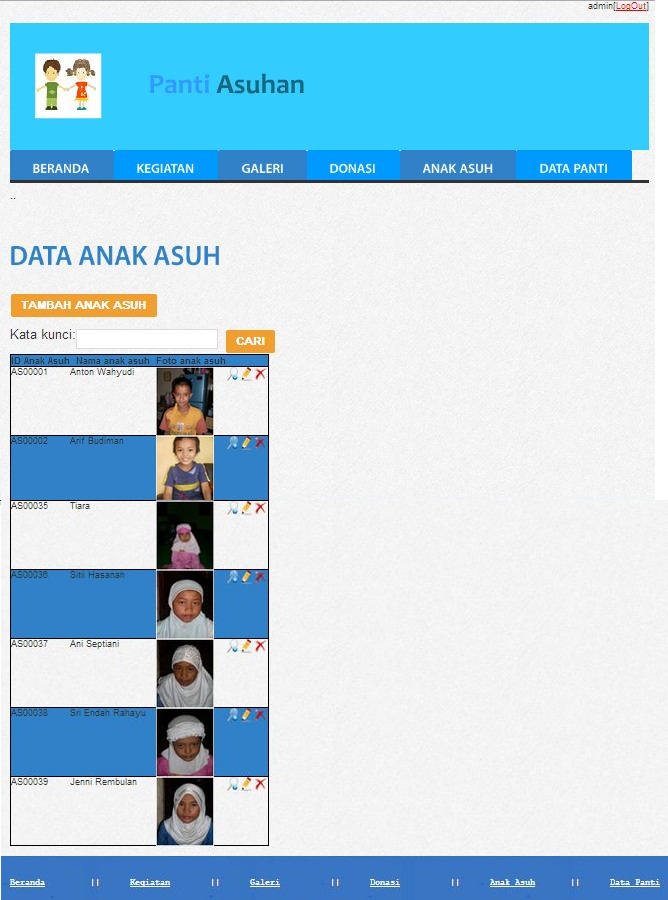 admin[LogOut]
Panti Asuhan
BERANDA KEGIATAN GALERI DONASI ANAK ASUH DATA PANTI
..
DATA ANAK ASUH
TAMBAH ANAK ASUH
Kata kunci: CARI
ID Anak Asuh Nama anak asuh Foto anak asuh
AS00001 Anton Wahyudi
AS00002 Arif Budiman
AS00035 Tiara
AS00036 Sitii Hasanah
AS00037 Ani Septiani
AS00038 Sri Endah Rahayu
AS00039 Jenni Rembulan
Beranda || Kegiatan || Galeri || Donasi || Anak Asuh || Data Panti